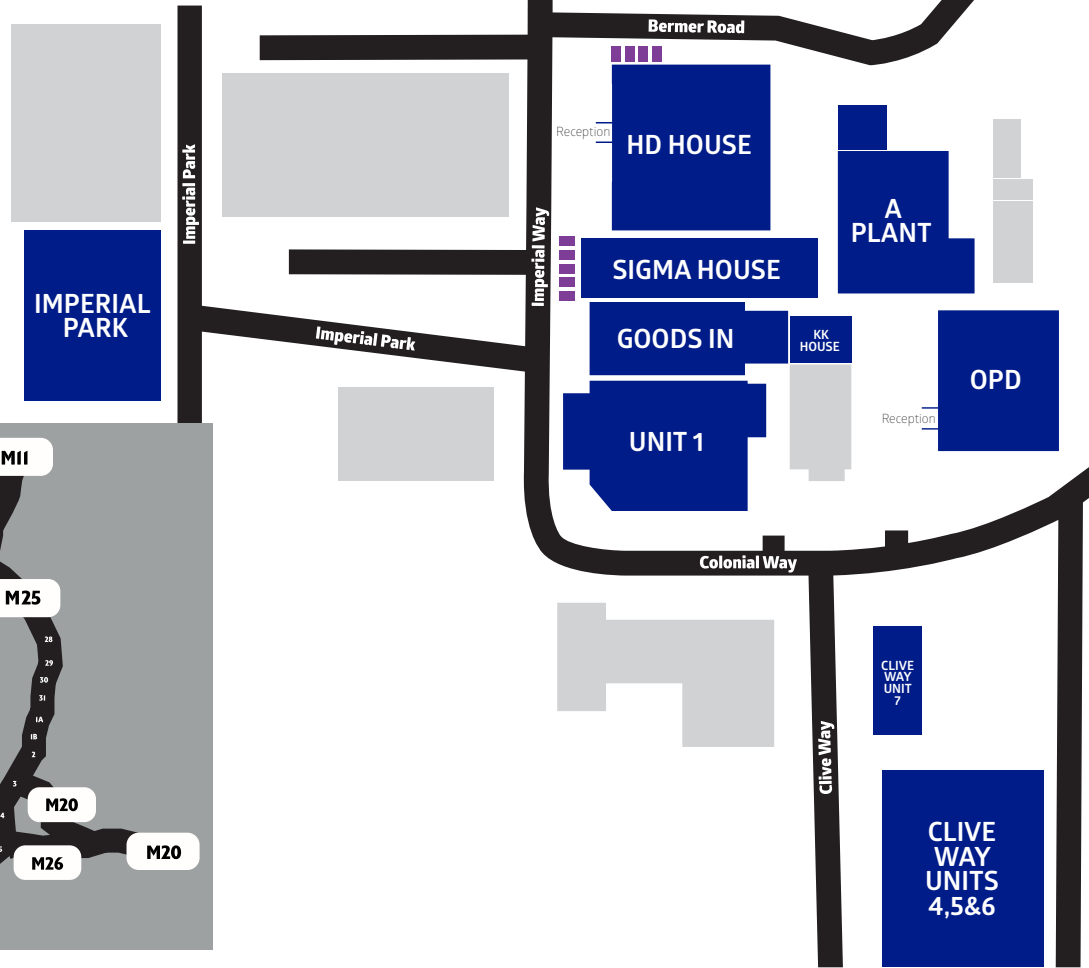 Bermer Road
Reception
HD HOUSE
Imperial Park
Imperial Way
A
PLANT
SIGMA HOUSE
IMPERIAL
PARK
Imperial Park
GOODS IN
KK
HOUSE
OPD
Reception
UNIT 1
M11
Colonial Way
M25
28
29
30
31
1A
1B
2
3
4
M20
M20
M26
CLIVE
WAY
UNIT
7
Clive Way
CLIVE
WAY
UNITS
4,5&6